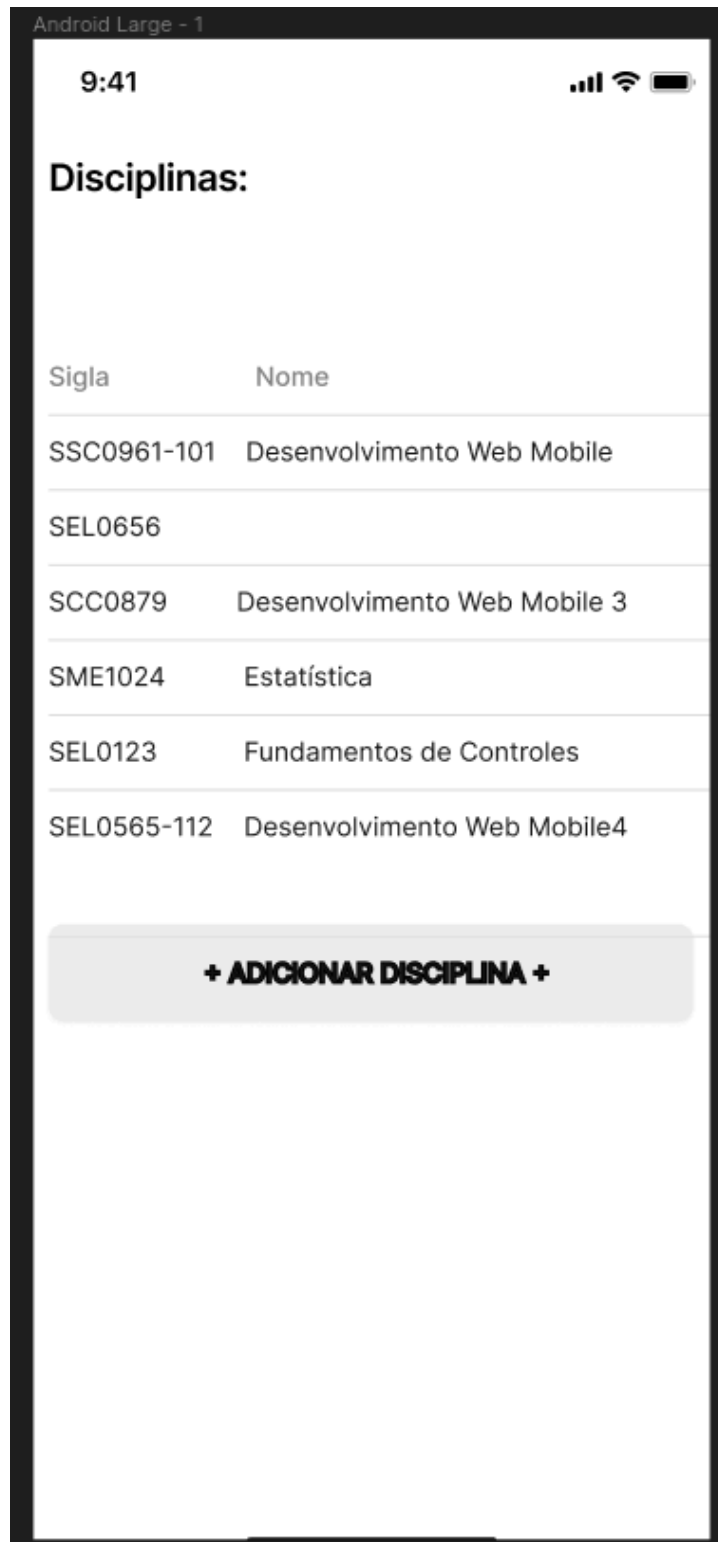 Android Large - 1
9:41
Disciplinas:
Sigla Nome
SSC0961-101 Desenvolvimento Web Mobile
SEL0656
SCC0879 Desenvolvimento Web Mobile 3
SME1024 Estatística
SEL0123 Fundamentos de Controles
SEL0565-112 Desenvolvimento Web Mobile4
+ ADICIONAR DISCIPLINA +